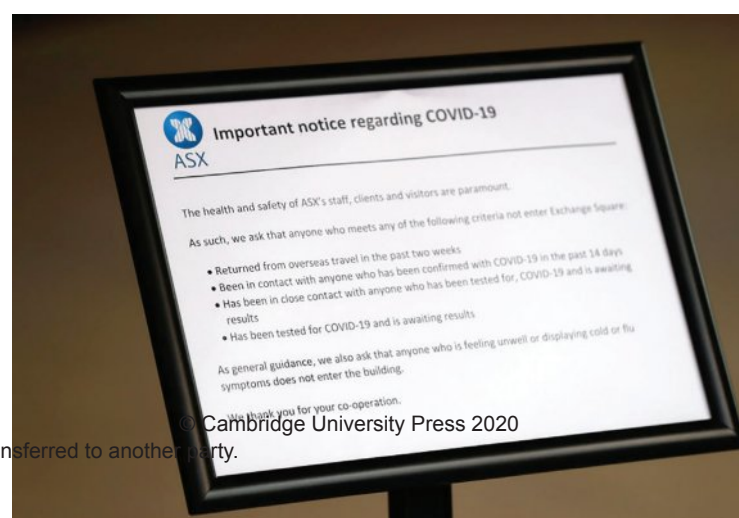 Important notice regarding COVID-19
ASX
The health and safety of ASX's staff, clients and visitors are paramount.
As such, we ask that anyone who meets any of the following criteria not enter Exchange Square:
• Returned from overseas travel in the past two weeks
• Been in contact with anyone who has been confirmed with COVID-19 in the past 14 days
• Has been in close contact with anyone who has been tested for, COVID-19 and is awaiting
results
• Has been tested for COVID-19 and is awaiting results
As general guidance, we also ask that anyone who is feeling unwell or displaying cold or flu
symptoms does not enter the building.
We thank you for your co-operation.
© Cambridge University Press 2020
nsferred to another party.